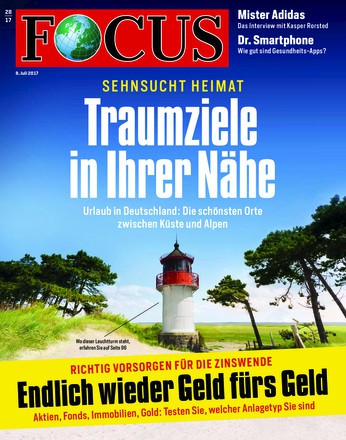 28
17
FOCUS
8. Juli 2017
Mister Adidas
Das Interview mit Kasper Rorsted
Dr. Smartphone
Wie gut sind Gesundheits-Apps?
SEHNSUCHT HEIMAT
Traumziele
in Ihrer Nähe
Urlaub in Deutschland: Die schönsten Orte
zwischen Küste und Alpen
Wo dieser Leuchtturm steht,
erfahren Sie auf Seite 96
RICHTIG VORSORGEN FÜR DIE ZINSWENDE
Endlich wieder Geld fürs Geld
Aktien, Fonds, Immobilien, Gold: Testen Sie, welcher Anlagetyp Sie sind